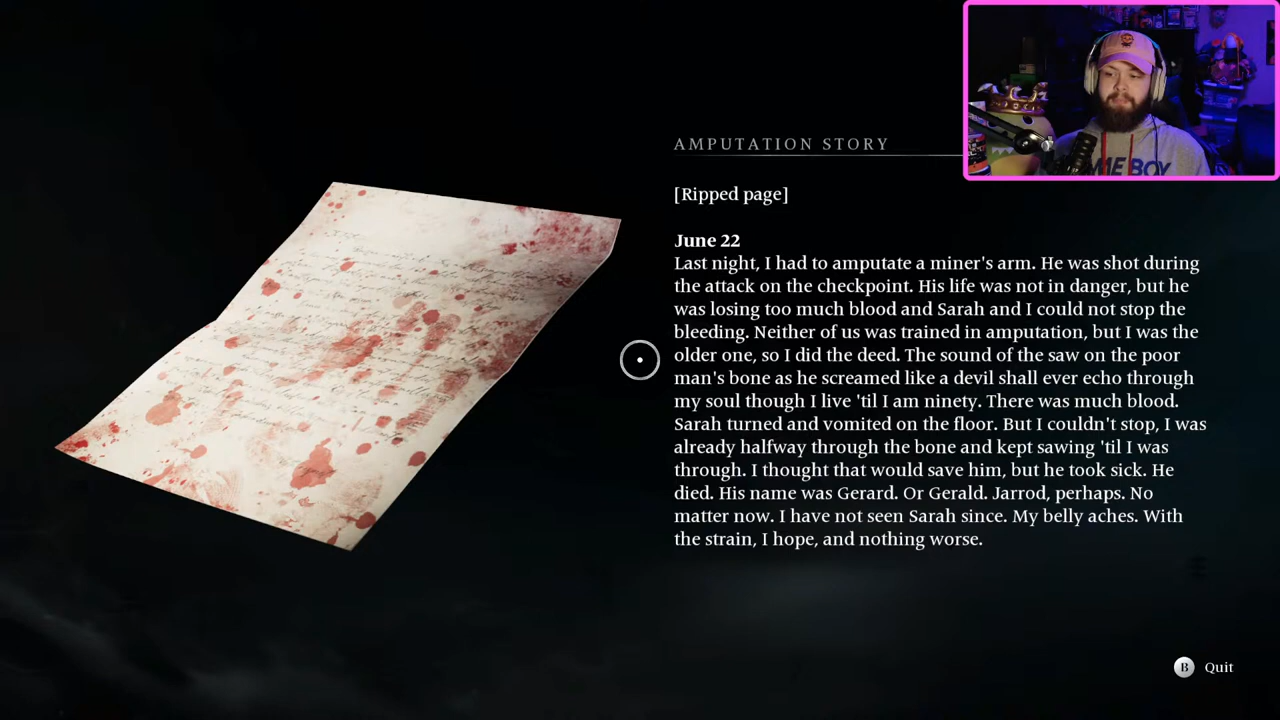 AMPUTATION STORY
[Ripped page]
June 22
Last night, I had to amputate a miner's arm. He was shot during
the attack on the checkpoint. His life was not in danger, but he
was losing too much blood and Sarah and I could not stop the
bleeding. Neither of us was trained in amputation, but I was the
older one, so I did the deed. The sound of the saw on the poor
man's bone as he screamed like a devil shall ever echo through
my soul though I live 'til I am ninety. There was much blood.
Sarah turned and vomited on the floor. But I couldn't stop, I was
already halfway through the bone and kept sawing 'til I was
through. I thought that would save him, but he took sick. He
died. His name was Gerard. Or Gerald. Jarrod, perhaps. No
matter now. I have not seen Sarah since. My belly aches. With
the strain, I hope, and nothing worse.
B Quit